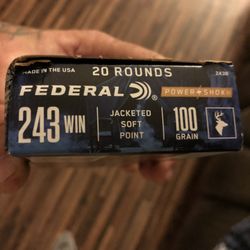 MADE IN THE USA 20 ROUNDS 243B
FEDERAL POWER•SHOK
243 WIN JACKETED SOFT POINT 100 GRAIN